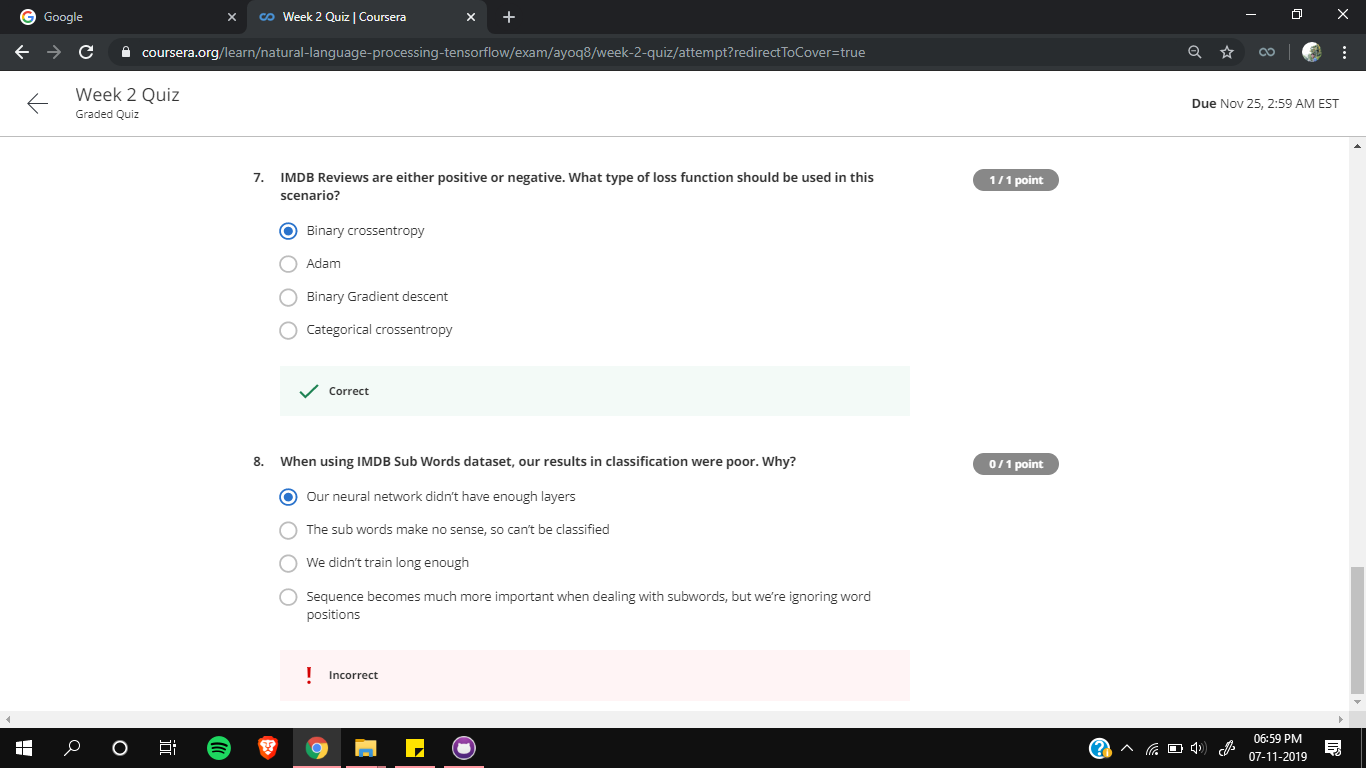 Google
Week 2 Quiz | Coursera
coursera.org/learn/natural-language-processing-tensorflow/exam/ayoq8/week-2-quiz/attempt?redirectToCover=true
Week 2 Quiz
Graded Quiz
Due Nov 25, 2:59 AM EST
7. IMDB Reviews are either positive or negative. What type of loss function should be used in this
scenario?
1 / 1 point
Binary crossentropy
Adam
Binary Gradient descent
Categorical crossentropy
Correct
8. When using IMDB Sub Words dataset, our results in classification were poor. Why?
0 / 1 point
Our neural network didn't have enough layers
The sub words make no sense, so can't be classified
We didn't train long enough
Sequence becomes much more important when dealing with subwords, but we're ignoring word
positions
! Incorrect
06:59 PM
07-11-2019